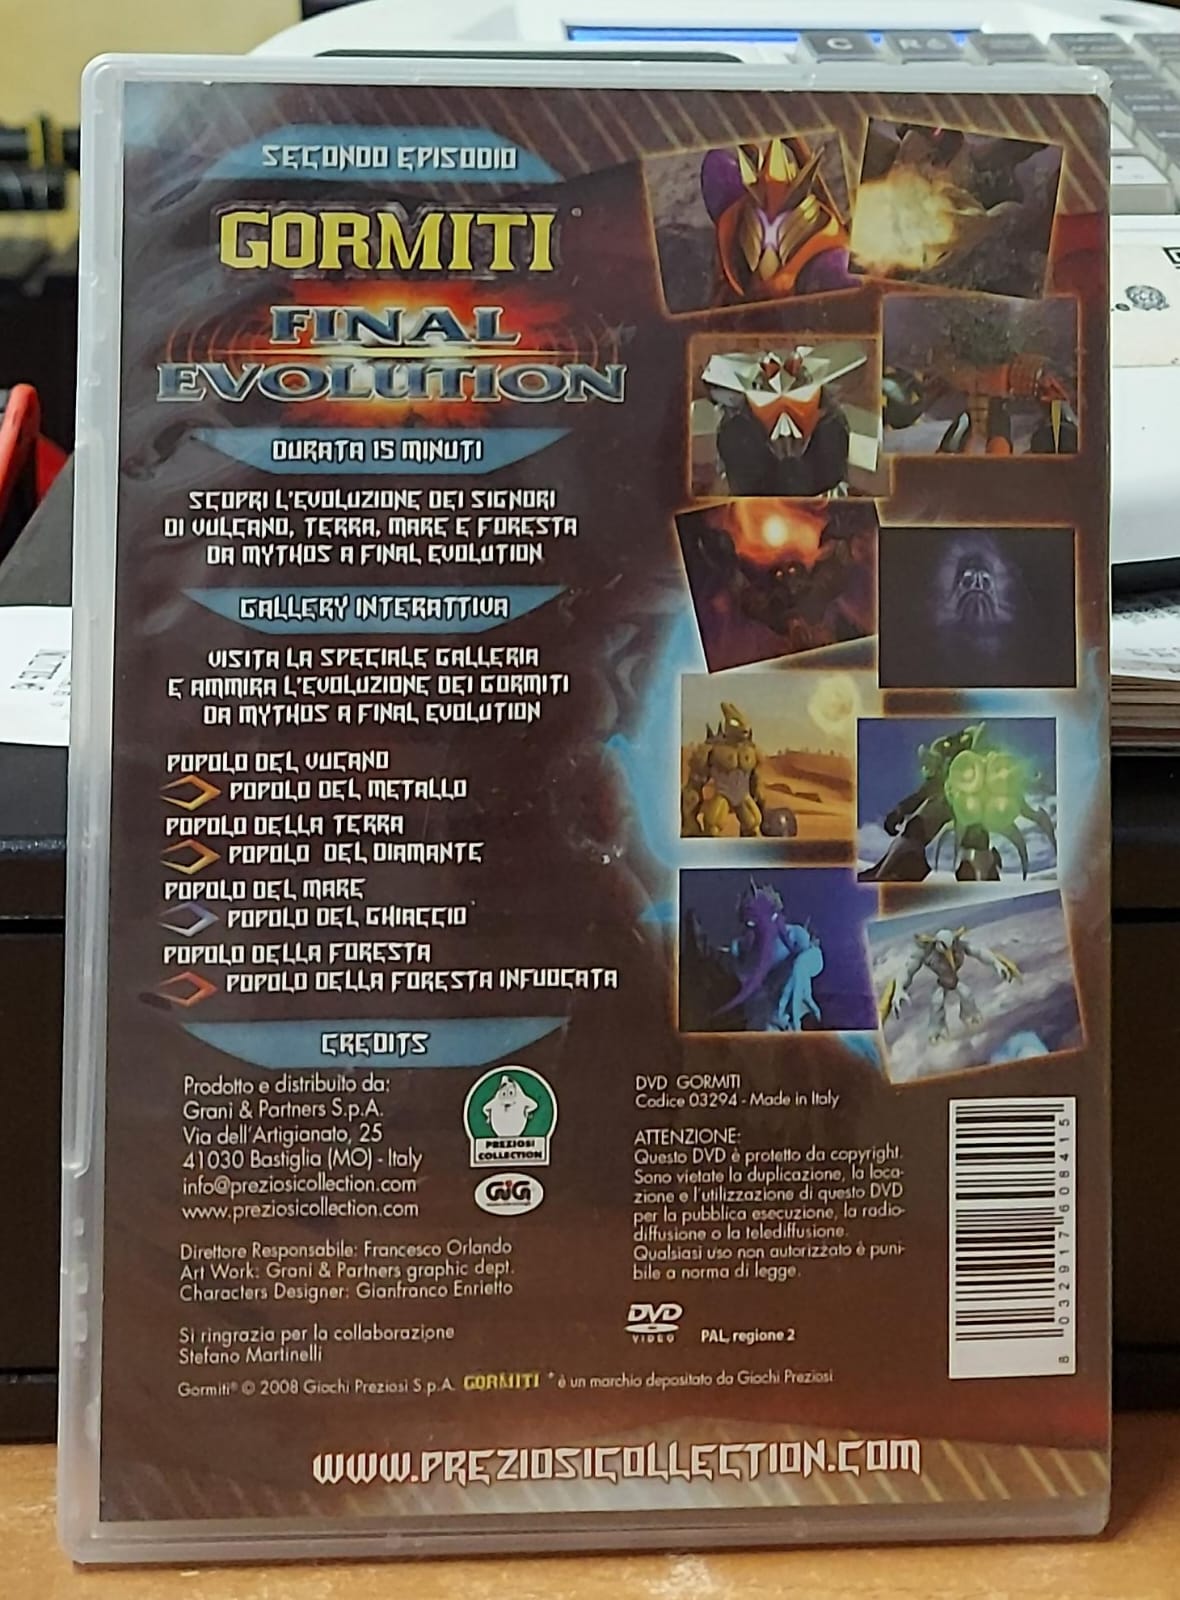 SECONDO EPISODIO
GORMITI
FINAL
EVOLUTION
DURATA 15 MINUTI
SCOPRI L'EVOLUZIONE DEI SIGNORI
DI VULCANO, TERRA, MARE E FORESTA
DA MYTHOS A FINAL EVOLUTION
GALLERY INTERATTIVA
VISITA LA SPECIALE GALLERIA
E AMMIRA L'EVOLUZIONE DEI GORMITI
DA MYTHOS A FINAL EVOLUTION
POPOLO DEL VUCANO
POPOLO DEL METALLO
POPOLO DELLA TERRA
POPOLO DEL DIAMANTE
POPOLO DEL MARE
POPOLO DEL GHIACCIO
POPOLO DELLA FORESTA
POPOLO DELLA FORESTA INFUOCATA
CREDITS
Prodotto e distribuito da:
Grani & Partners S.p.A.
Via dell'Artigianato, 25
41030 Bastiglia (MO) - Italy
info@preziosicollection.com
www.preziosicollection.com
PREZIOSI
COLLECTION
GiG
Direttore Responsabile: Francesco Orlando
Art Work: Grani & Partners graphic dept.
Characters Designer: Gianfranco Enrietto
Si ringrazia per la collaborazione
Stefano Martinelli
Gormiti® © 2008 Giochi Preziosi S.p.A. GORMITI ® è un marchio depositato da Giochi Preziosi
DVD GORMITI
Codice 03294 - Made in Italy
ATTENZIONE:
Questo DVD è protetto da copyright.
Sono vietate la duplicazione, la loca-
zione e l'utilizzazione di questo DVD
per la pubblica esecuzione, la radio-
diffusione o la telediffusione.
Qualsiasi uso non autorizzato è puni-
bile a norma di legge.
DVD
VIDEO
PAL, regione 2
8 032917 608415
WWW.PREZIOSICOLLECTION.COM
C